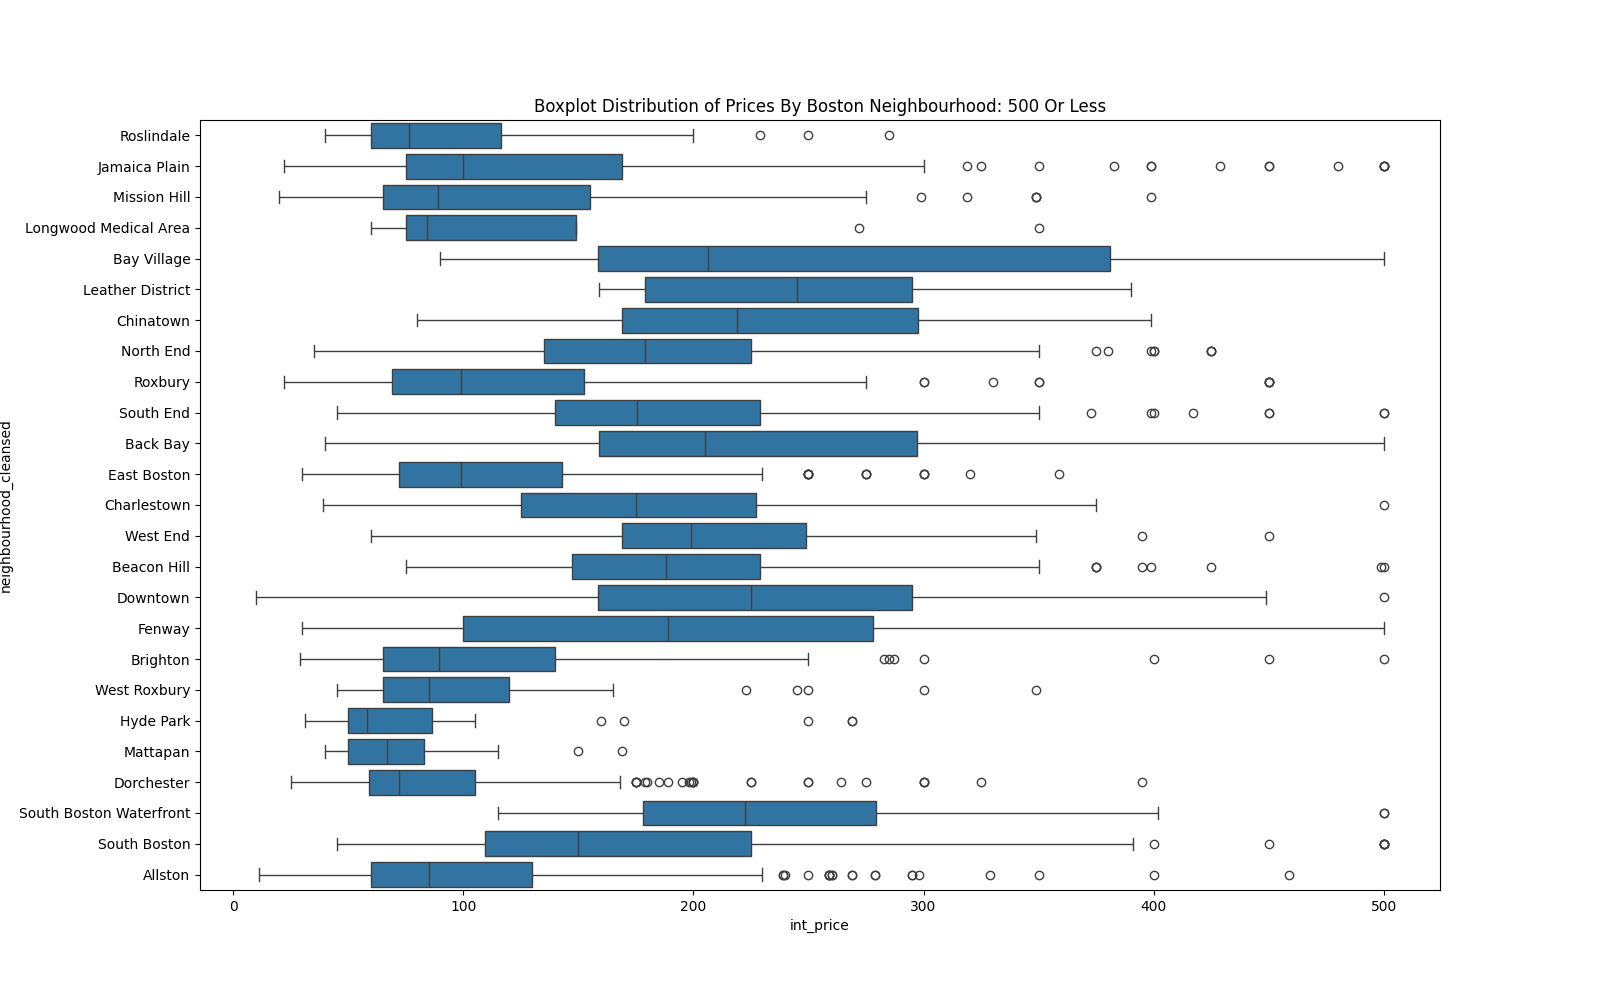 Boxplot Distribution of Prices By Boston Neighbourhood: 500 Or Less
neighbourhood_cleansed
Roslindale
Jamaica Plain
Mission Hill
Longwood Medical Area
Bay Village
Leather District
Chinatown
North End
Roxbury
South End
Back Bay
East Boston
Charlestown
West End
Beacon Hill
Downtown
Fenway
Brighton
West Roxbury
Hyde Park
Mattapan
Dorchester
South Boston Waterfront
South Boston
Allston
0 100 200 300 400 500
int_price